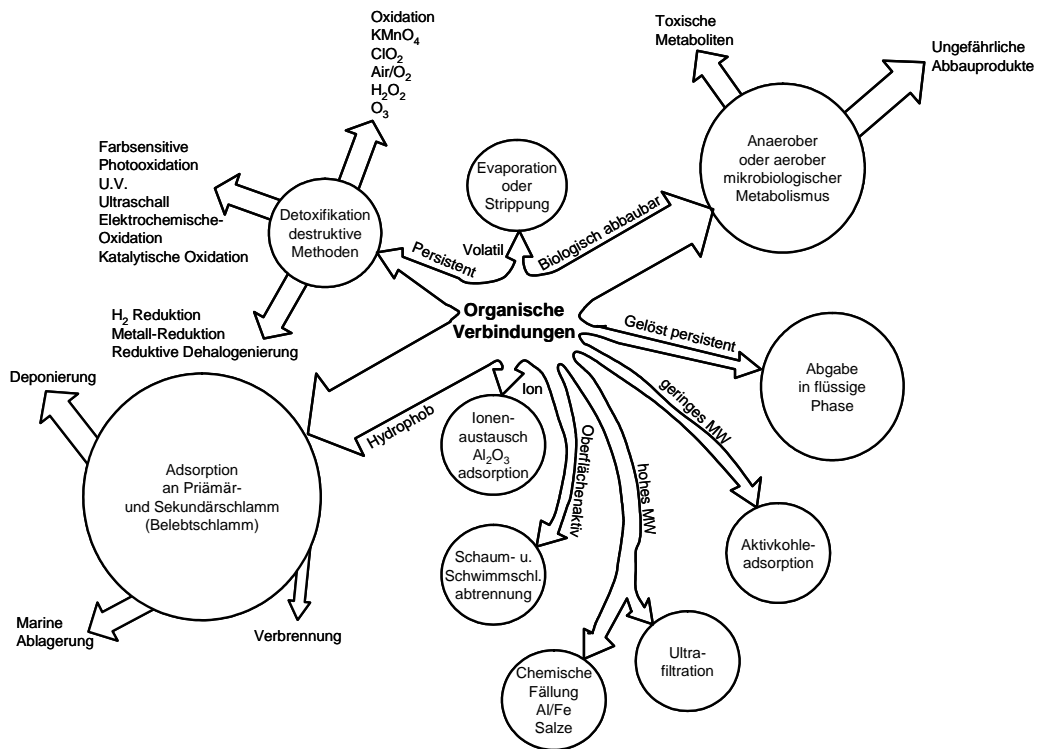 Oxidation
KMnO₄
ClO₂
Air/O₂
H₂O₂
O₃
Toxische
Metaboliten
Ungefährliche
Abbauprodukte
Farbsensitive
Photooxidation
U.V.
Ultraschall
Elektrochemische-
Oxidation
Katalytische Oxidation
Detoxifikation
destruktive
Methoden
Evaporation
oder
Strippung
Anaerober
oder aerober
mikrobiologischer
Metabolismus
Persistent
Volatil
Biologisch abbaubar
H₂ Reduktion
Metall-Reduktion
Reduktive Dehalogenierung
Organische
Verbindungen
Gelöst persistent
Abgabe
in flüssige
Phase
Deponierung
Hydrophob
Ion
Ionen-
austausch
Al₂O₃
adsorption
Oberflächenaktiv
hohes MW
geringes MW
Adsorption
an Priämär-
und Sekundärschlamm
(Belebtschlamm)
Schaum- u.
Schwimmschl.
abtrennung
Aktivkohle-
adsorption
Marine
Ablagerung
Verbrennung
Chemische
Fällung
Al/Fe
Salze
Ultra-
filtration